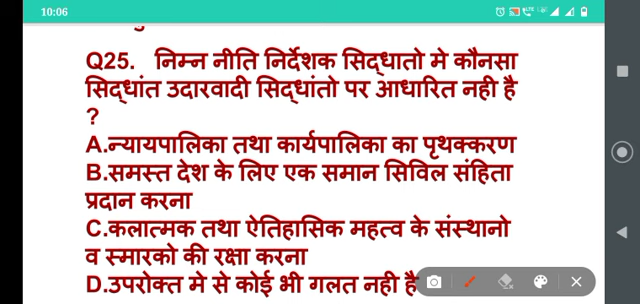 10:06
Q25. निम्न नीति निर्देशक सिद्धातो मे कौनसा
सिद्धांत उदारवादी सिद्धांतो पर आधारित नही है
?
A.न्यायपालिका तथा कार्यपालिका का पृथक्करण
B.समस्त देश के लिए एक समान सिविल संहिता
प्रदान करना
C.कलात्मक तथा ऐतिहासिक महत्व के संस्थानो
व स्मारको की रक्षा करना
D.उपरोक्त मे से कोई भी गलत नही है